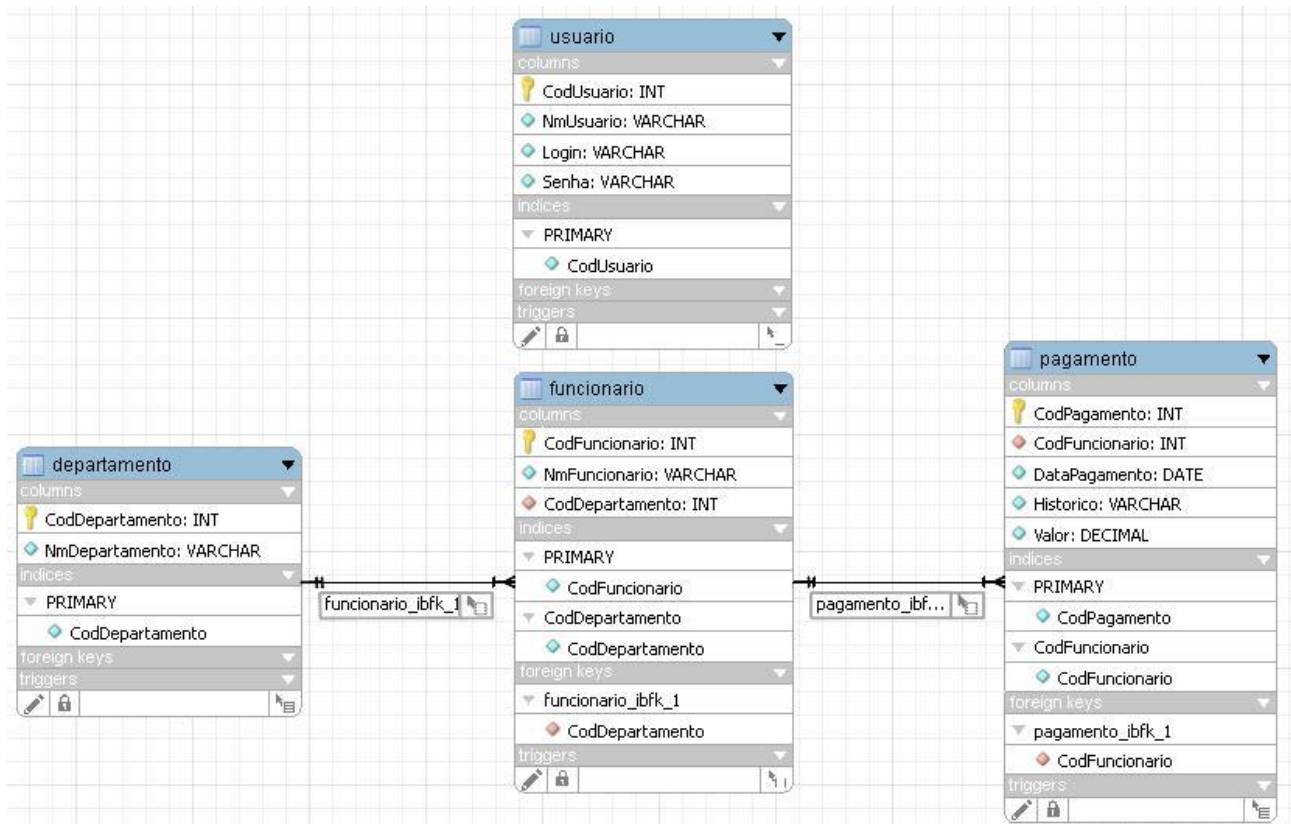 usuario
columns
CodUsuario: INT
NmUsuario: VARCHAR
Login: VARCHAR
Senha: VARCHAR
indices
PRIMARY
CodUsuario
foreign keys
triggers
departamento
columns
CodDepartamento: INT
NmDepartamento: VARCHAR
indices
PRIMARY
CodDepartamento
foreign keys
triggers
funcionario_ibfk_1
funcionario
columns
CodFuncionario: INT
NmFuncionario: VARCHAR
CodDepartamento: INT
indices
PRIMARY
CodFuncionario
CodDepartamento
CodDepartamento
foreign keys
funcionario_ibfk_1
CodDepartamento
triggers
pagamento_ibf...
pagamento
columns
CodPagamento: INT
CodFuncionario: INT
DataPagamento: DATE
Historico: VARCHAR
Valor: DECIMAL
indices
PRIMARY
CodPagamento
CodFuncionario
CodFuncionario
foreign keys
pagamento_ibfk_1
CodFuncionario
triggers